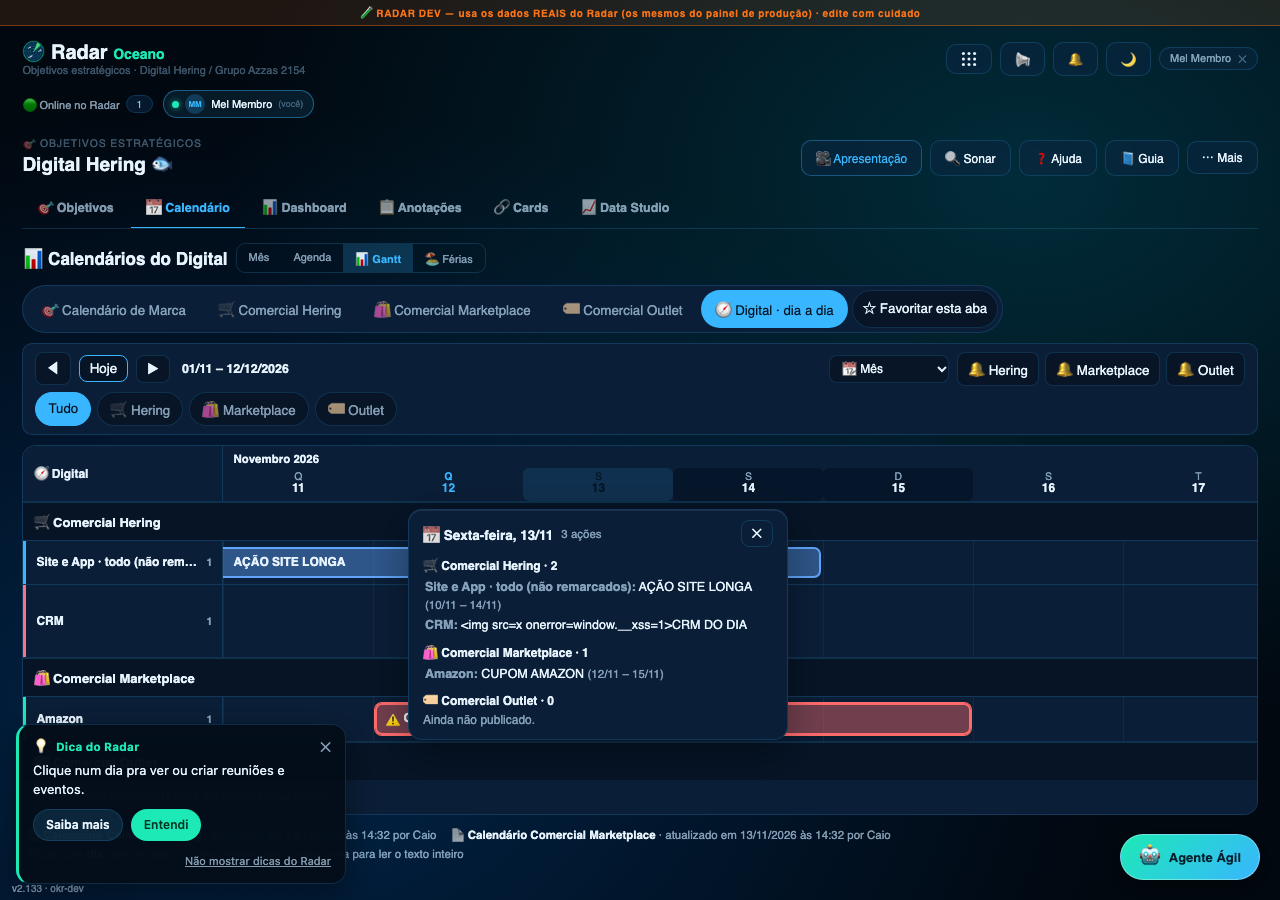 RADAR DEV — usa os dados REAIS do Radar (os mesmos do painel de produção) · edite com cuidado
Radar Oceano
Objetivos estratégicos · Digital Hering / Grupo Azzas 2154
Mel Membro
Online no Radar 1 MM Mel Membro (você)
OBJETIVOS ESTRATÉGICOS
Digital Hering
Apresentação Sonar Ajuda Guia ··· Mais
Objetivos Calendário Dashboard Anotações Cards Data Studio
Calendários do Digital Mês Agenda Gantt Férias
Calendário de Marca Comercial Hering Comercial Marketplace Comercial Outlet Digital · dia a dia ☆ Favoritar esta aba
◀ Hoje ▶ 01/11 – 12/12/2026 Mês Hering Marketplace Outlet
Tudo Hering Marketplace Outlet
Digital
Novembro 2026
Q Q S S D S T
11 12 13 14 15 16 17
Comercial Hering
Site e App · todo (não rem... 1 AÇÃO SITE LONGA
CRM 1
Comercial Marketplace
Amazon 1
Sexta-feira, 13/11 3 ações ✕
Comercial Hering · 2
Site e App · todo (não remarcados): AÇÃO SITE LONGA
(10/11 – 14/11)
CRM: <img src=x onerror=window.__xss=1>CRM DO DIA
Comercial Marketplace · 1
Amazon: CUPOM AMAZON (12/11 – 15/11)
Comercial Outlet · 0
Ainda não publicado.
Dica do Radar
Clique num dia pra ver ou criar reuniões e
eventos.
Saiba mais Entendi
Não mostrar dicas do Radar
às 14:32 por Caio Calendário Comercial Marketplace · atualizado em 13/11/2026 às 14:32 por Caio
para ler o texto inteiro
Agente Ágil
v2.133 · okr-dev